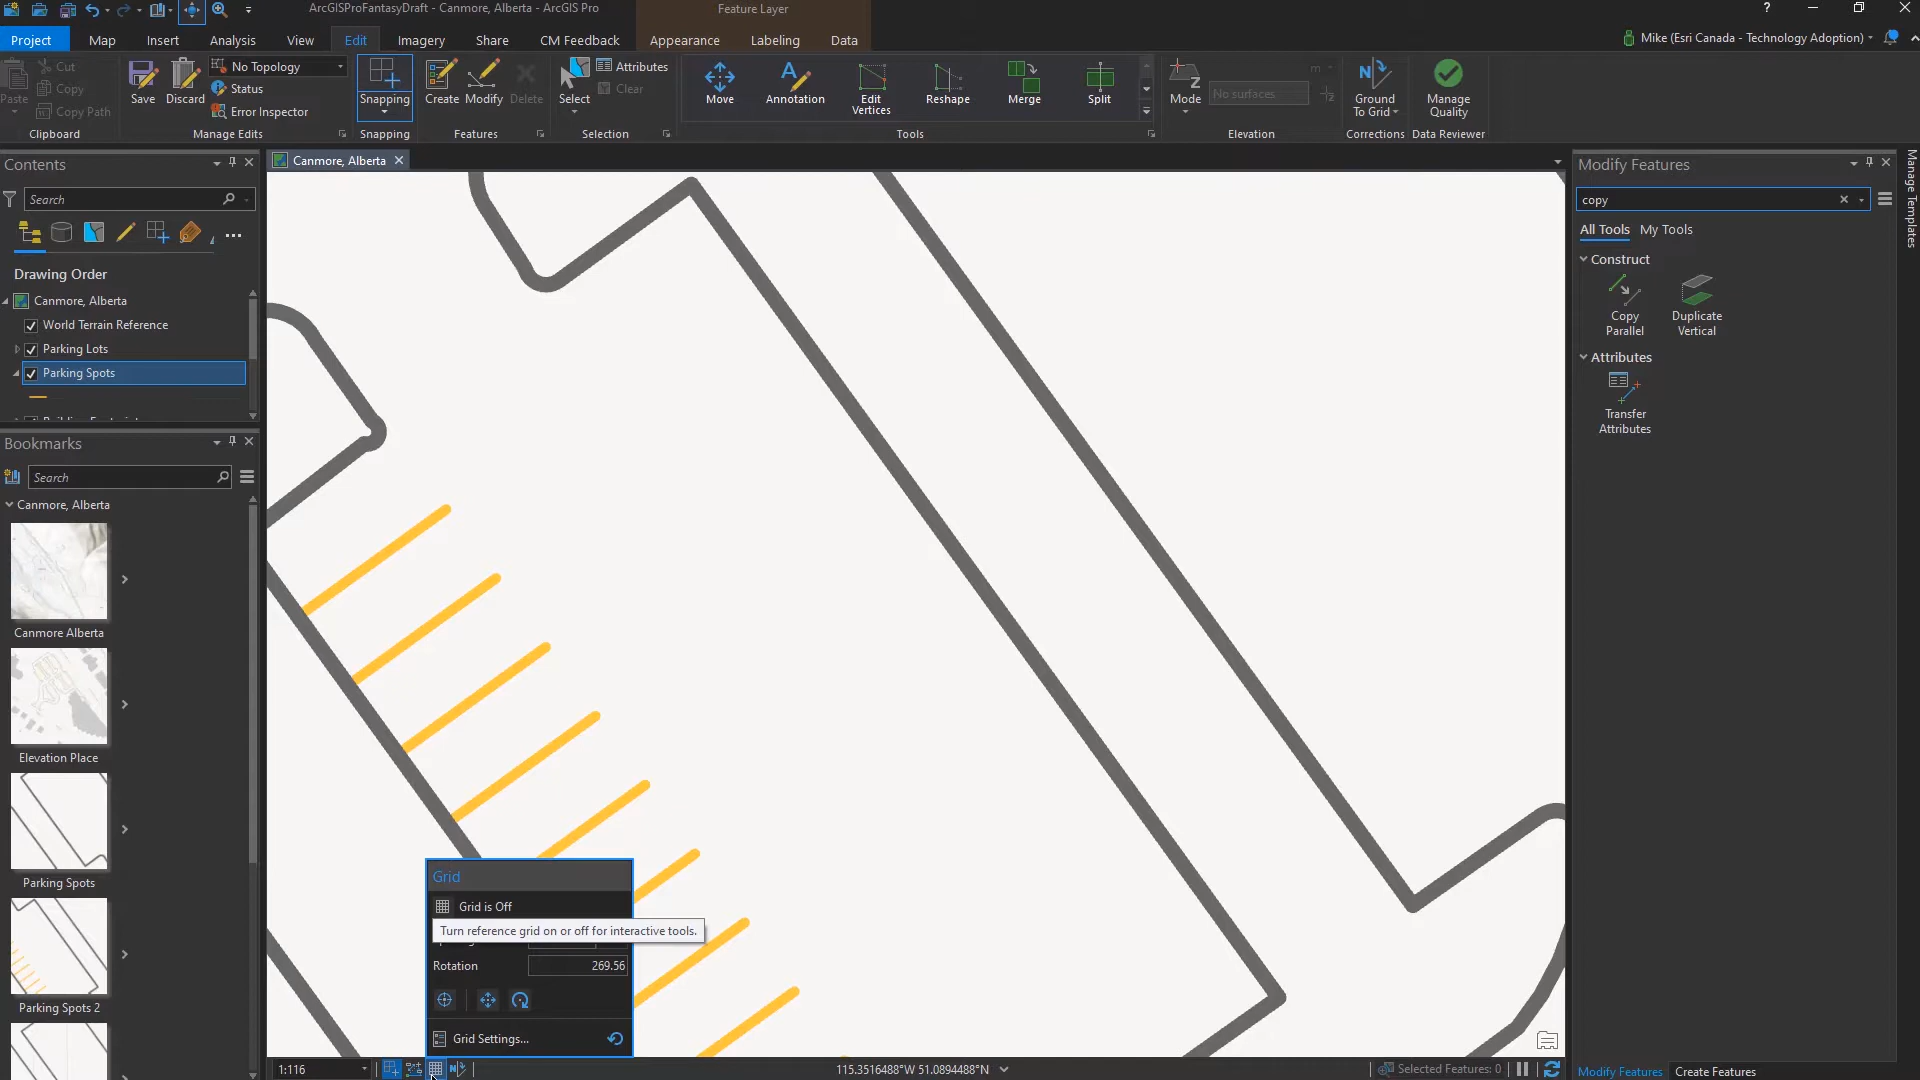 ArcGISProFantasyDraft - Canmore, Alberta - ArcGIS Pro
Feature Layer
?
Project
Map
Insert
Analysis
View
Edit
Imagery
Share
CM Feedback
Appearance
Labeling
Data
Mike (Esri Canada - Technology Adoption)
Paste
Cut
Copy
Copy Path
Clipboard
Save
Discard
No Topology
Status
Error Inspector
Manage Edits
Snapping
Snapping
Create
Modify
Delete
Features
Select
Attributes
Clear
Selection
Move
Annotation
Edit
Vertices
Reshape
Merge
Split
Tools
Mode
No surfaces
m
Elevation
Ground
To Grid
Corrections
Manage
Quality
Data Reviewer
Contents
Search
Drawing Order
Canmore, Alberta
World Terrain Reference
Parking Lots
Parking Spots
Bookmarks
Search
Canmore, Alberta
Canmore Alberta
Elevation Place
Parking Spots
Parking Spots 2
Canmore, Alberta
Grid
Grid is Off
Turn reference grid on or off for interactive tools.
Rotation
269.56
Grid Settings...
1:116
115.3516488°W 51.0894488°N
Selected Features: 0
Modify Features
copy
All Tools
My Tools
Construct
Copy
Parallel
Duplicate
Vertical
Attributes
Transfer
Attributes
Modify Features
Create Features
Manage Templates